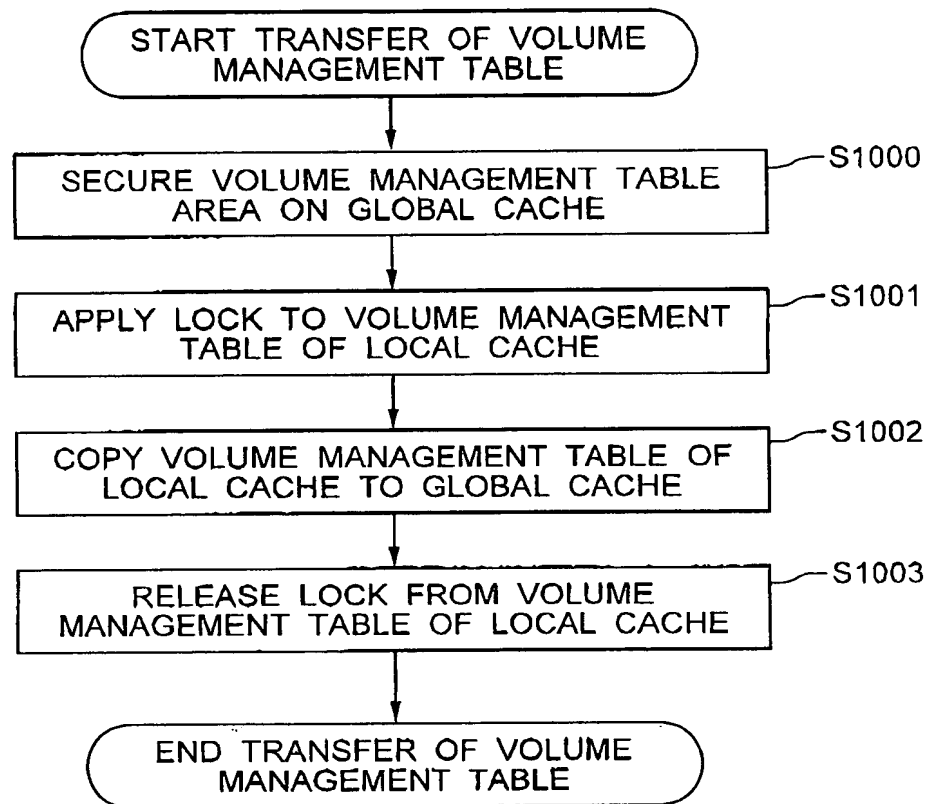 START TRANSFER OF VOLUME
MANAGEMENT TABLE
S1000
SECURE VOLUME MANAGEMENT TABLE
AREA ON GLOBAL CACHE
S1001
APPLY LOCK TO VOLUME MANAGEMENT
TABLE OF LOCAL CACHE
S1002
COPY VOLUME MANAGEMENT TABLE OF
LOCAL CACHE TO GLOBAL CACHE
S1003
RELEASE LOCK FROM VOLUME
MANAGEMENT TABLE OF LOCAL CACHE
END TRANSFER OF VOLUME
MANAGEMENT TABLE